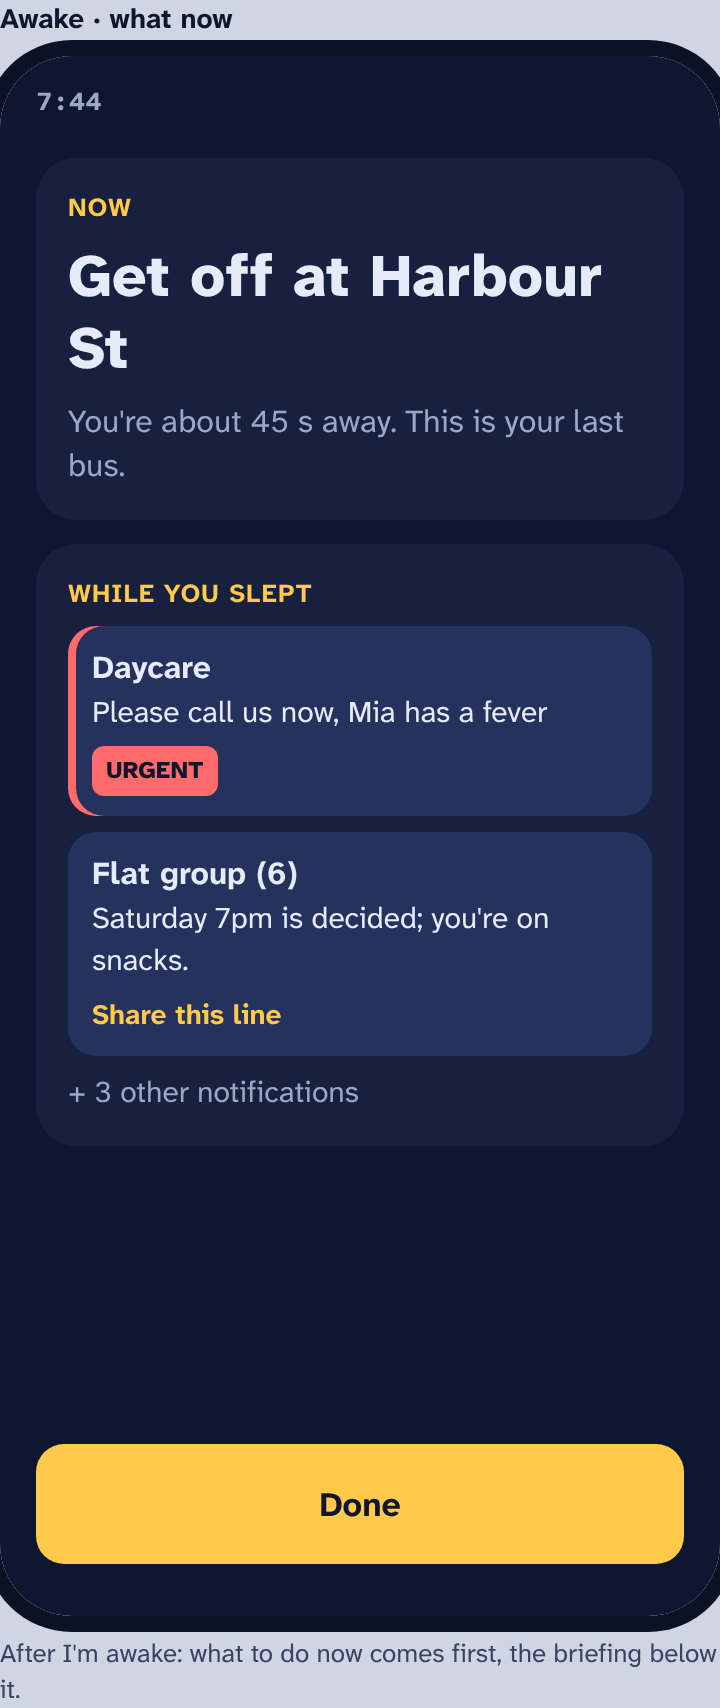 Awake · what now
7:44
NOW
Get off at Harbour
St
You're about 45 s away. This is your last
bus.
WHILE YOU SLEPT
Daycare
Please call us now, Mia has a fever
URGENT
Flat group (6)
Saturday 7pm is decided; you're on
snacks.
Share this line
+ 3 other notifications
Done
After I'm awake: what to do now comes first, the briefing below
it.